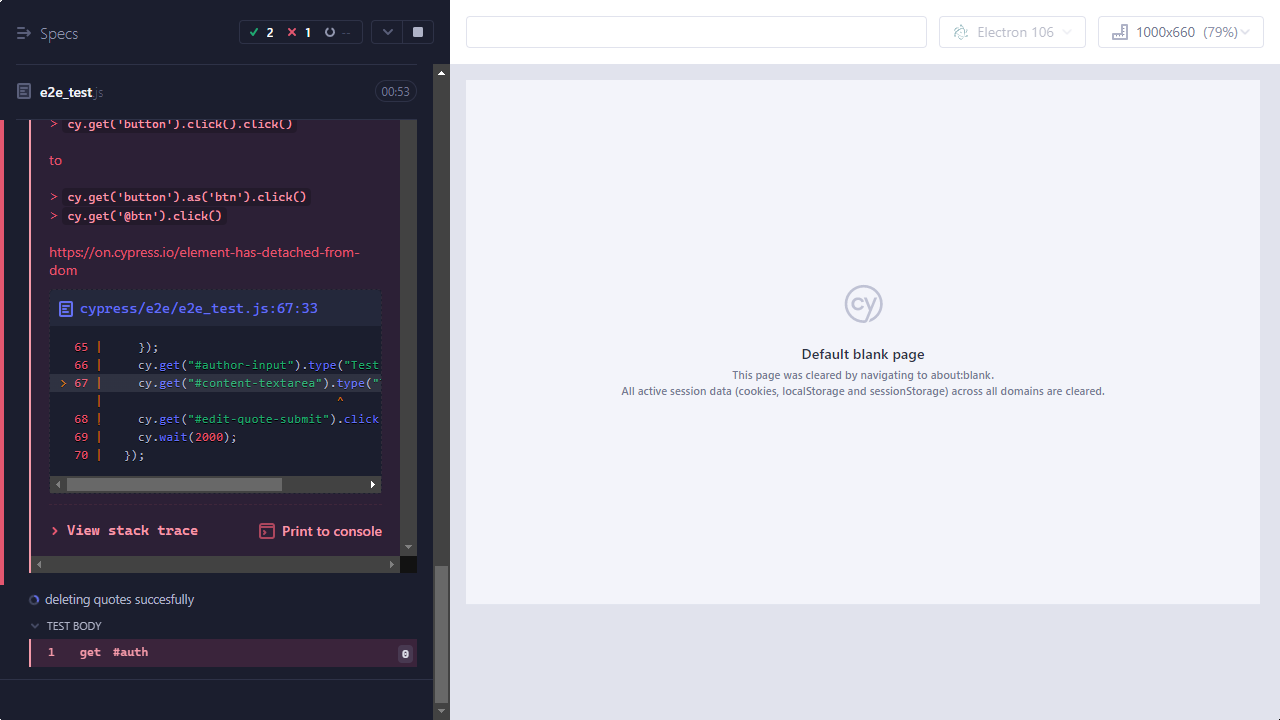 Specs
2
1
--
Electron 106
1000x660 (79%)
e2e_test.js
00:53
> cy.get('button').click().click()
to
> cy.get('button').as('btn').click()
> cy.get('@btn').click()
https://on.cypress.io/element-has-detached-from-
dom
cypress/e2e/e2e_test.js:67:33
65 | });
66 | cy.get("#author-input").type("Test
> 67 | cy.get("#content-textarea").type("
| ^
68 | cy.get("#edit-quote-submit").click
69 | cy.wait(2000);
70 | });
View stack trace
Print to console
deleting quotes succesfully
TEST BODY
1 get #auth 0
cy
Default blank page
This page was cleared by navigating to about:blank.
All active session data (cookies, localStorage and sessionStorage) across all domains are cleared.